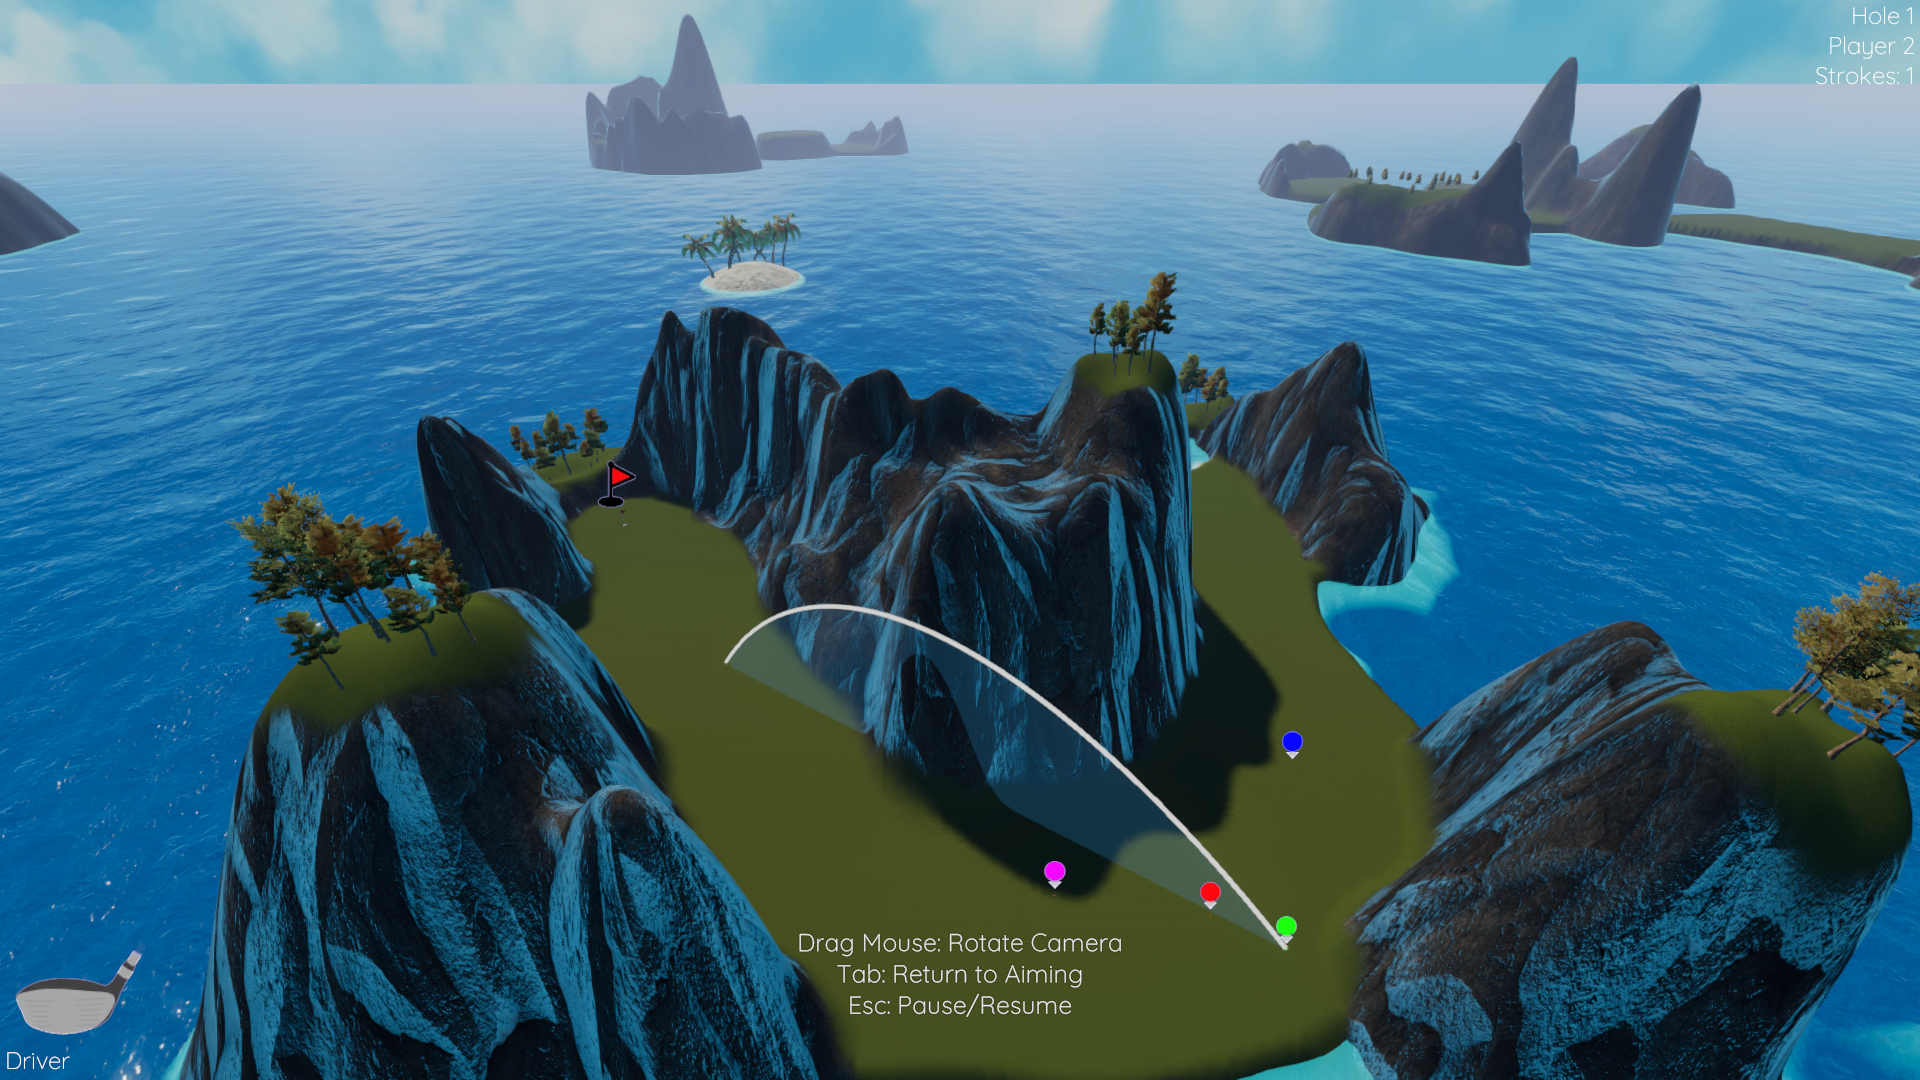 Hole 1
Player 2
Strokes: 1
Drag Mouse: Rotate Camera
Tab: Return to Aiming
Esc: Pause/Resume
Driver